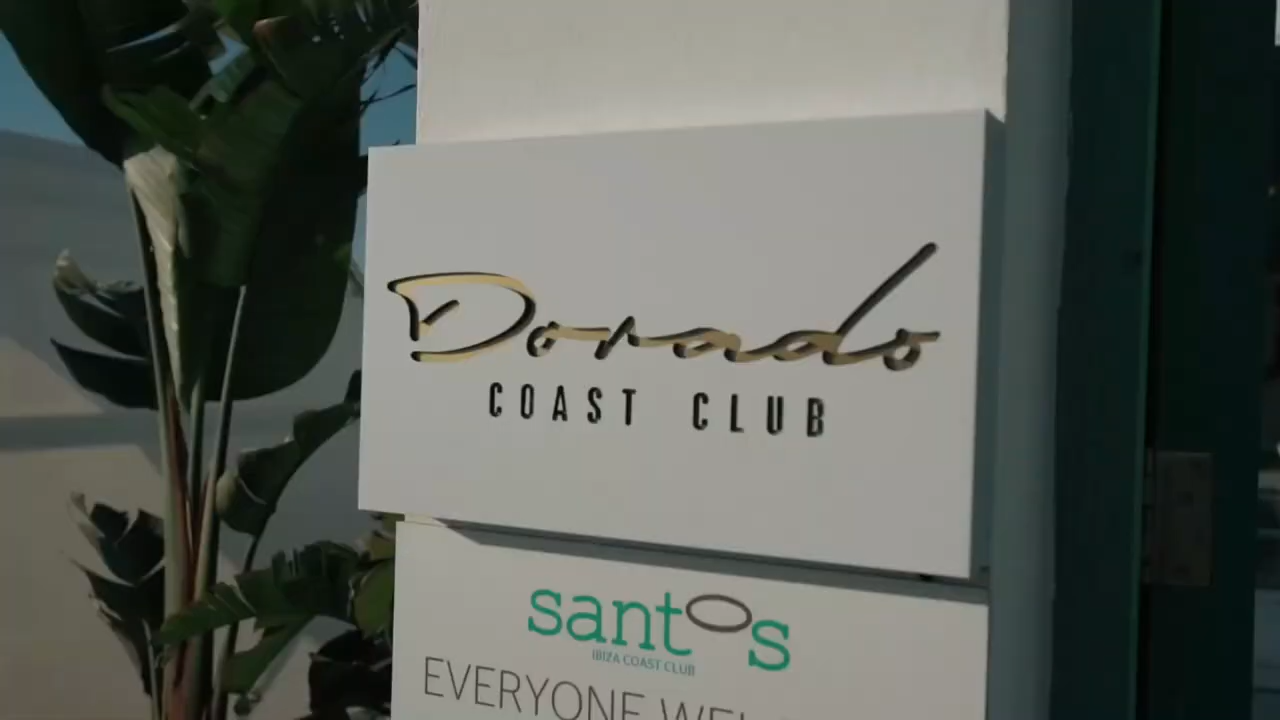 Dorado
COAST CLUB
santos
IBIZA COAST CLUB
EVERYONE